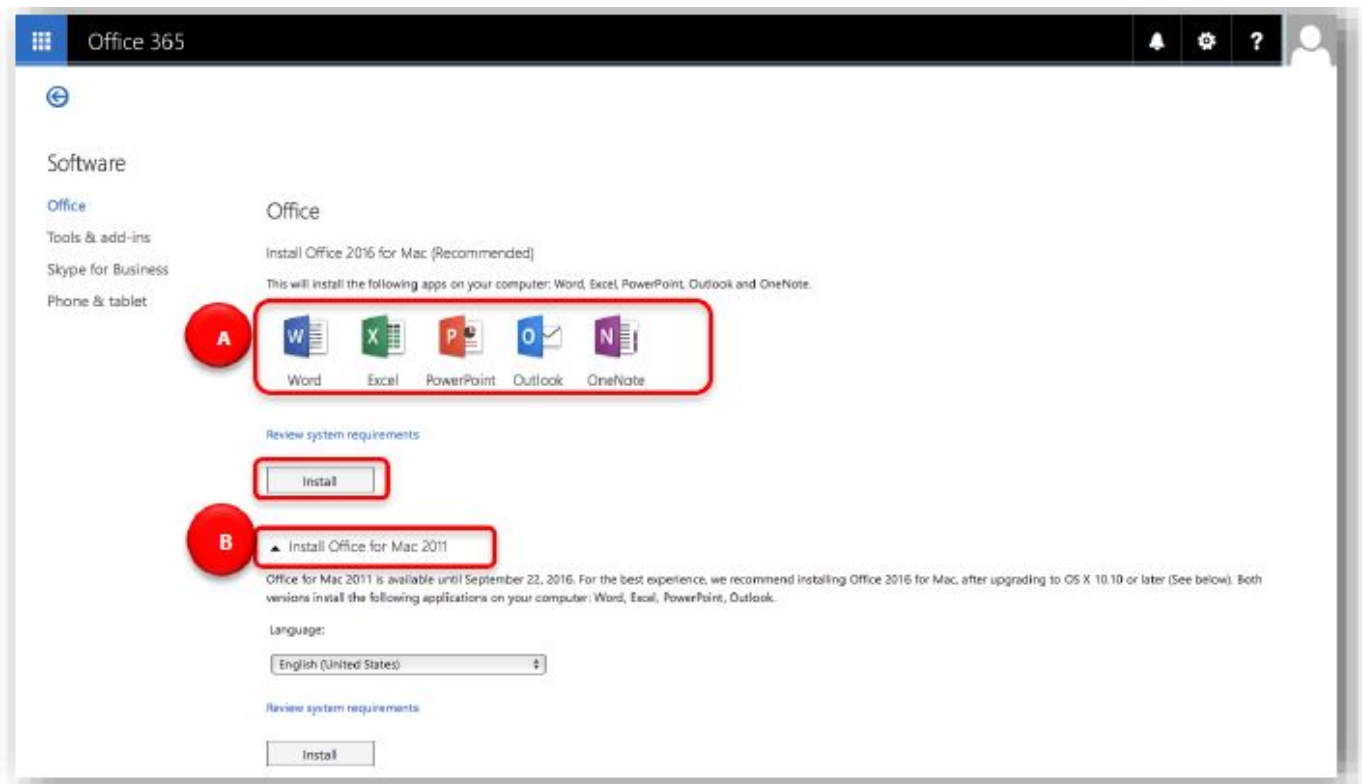 Office 365
?
Software
Office
Tools & add-ins
Skype for Business
Phone & tablet
Office
Install Office 2016 for Mac (Recommended)
This will install the following apps on your computer: Word, Excel, PowerPoint, Outlook and OneNote.
A
W X P O N
Word Excel PowerPoint Outlook OneNote
Review system requirements
Install
B
Install Office for Mac 2011
Office for Mac 2011 is available until September 22, 2016. For the best experience, we recommend installing Office 2016 for Mac, after upgrading to OS X 10.10 or later (See below). Both
versions install the following applications on your computer: Word, Excel, PowerPoint, Outlook.
Language:
English (United States)
Review system requirements
Install